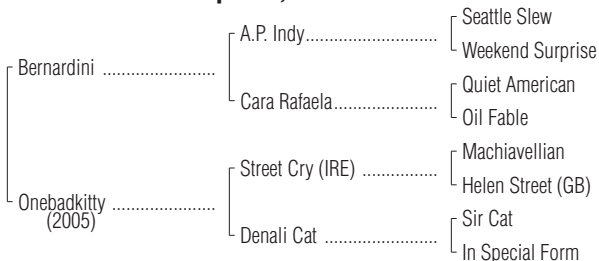 Seattle Slew
A.P. Indy
Weekend Surprise
Bernardini
Quiet American
Cara Rafaela
Oil Fable
Machiavellian
Street Cry (IRE)
Helen Street (GB)
Onebadkitty
(2005)
Sir Cat
Denali Cat
In Special Form